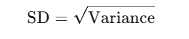 SD = √Variance